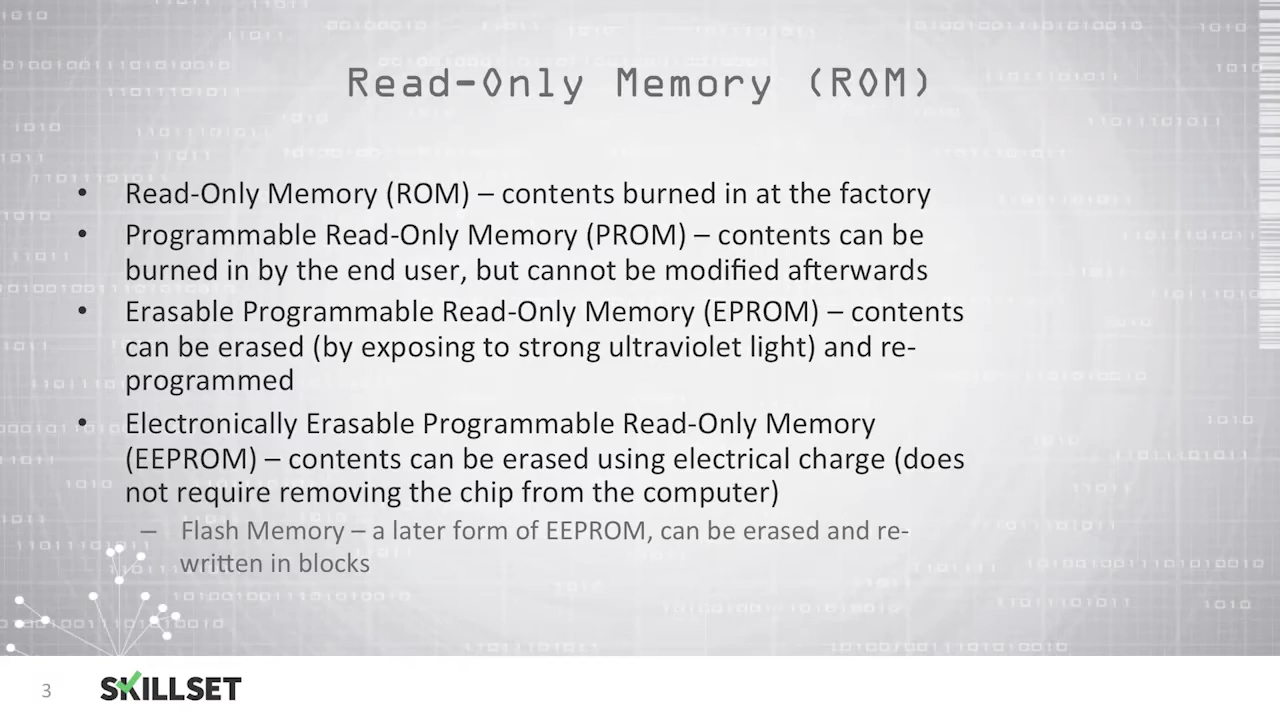 Read-Only Memory (ROM)
• Read-Only Memory (ROM) – contents burned in at the factory
• Programmable Read-Only Memory (PROM) – contents can be
burned in by the end user, but cannot be modified afterwards
• Erasable Programmable Read-Only Memory (EPROM) – contents
can be erased (by exposing to strong ultraviolet light) and re-
programmed
• Electronically Erasable Programmable Read-Only Memory
(EEPROM) – contents can be erased using electrical charge (does
not require removing the chip from the computer)
– Flash Memory – a later form of EEPROM, can be erased and re-
written in blocks
3
SKILLSET